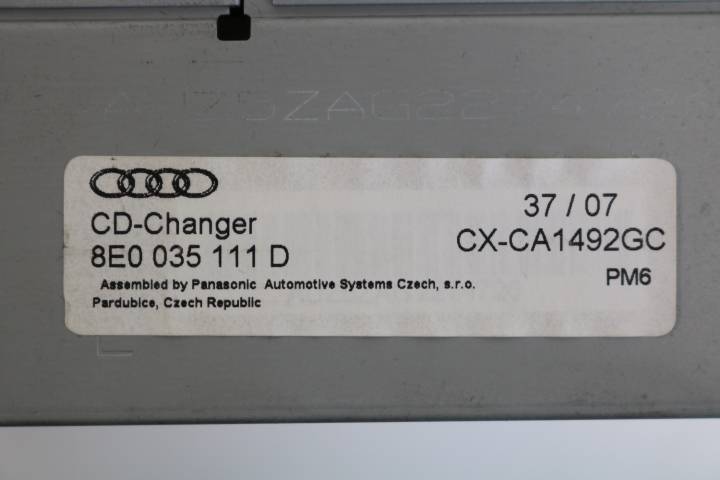 CD-Changer
8E0 035 111 D
Assembled by Panasonic Automotive Systems Czech, s.r.o.
Pardubice, Czech Republic
37 / 07
CX-CA1492GC
PM6